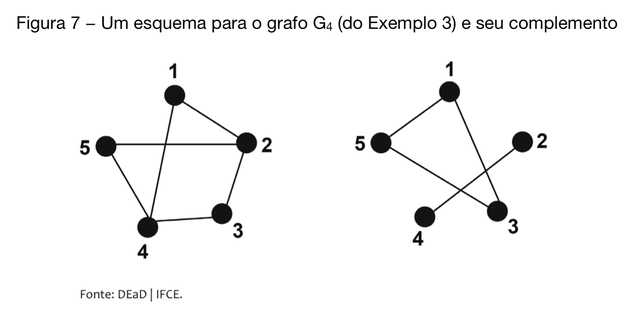 Figura 7 – Um esquema para o grafo G₄ (do Exemplo 3) e seu complemento
1 1
5 2 5 2
4 3 4 3
Fonte: DEaD | IFCE.